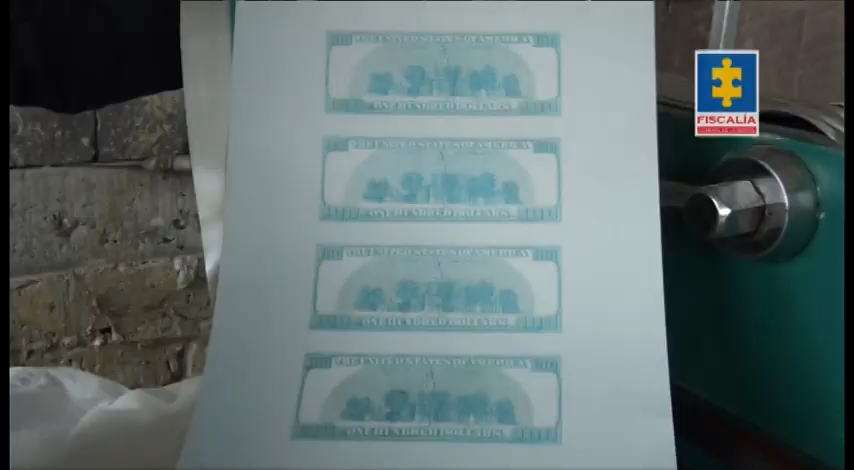 THE UNITED STATES OF AMERICA
ONE HUNDRED DOLLARS
THE UNITED STATES OF AMERICA
ONE HUNDRED DOLLARS
THE UNITED STATES OF AMERICA
ONE HUNDRED DOLLARS
THE UNITED STATES OF AMERICA
ONE HUNDRED DOLLARS
FISCALÍA